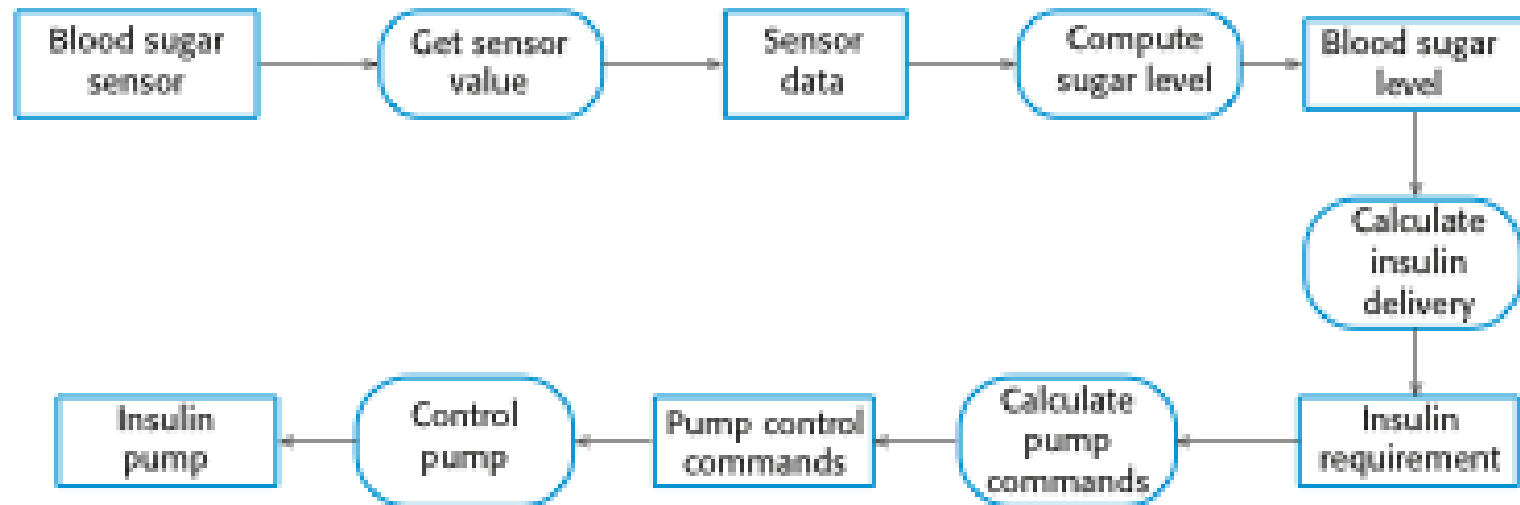 Blood sugar
sensor
Get sensor
value
Sensor
data
Compute
sugar level
Blood sugar
level
Calculate
insulin
delivery
Insulin
requirement
Calculate
pump
commands
Pump control
commands
Control
pump
Insulin
pump